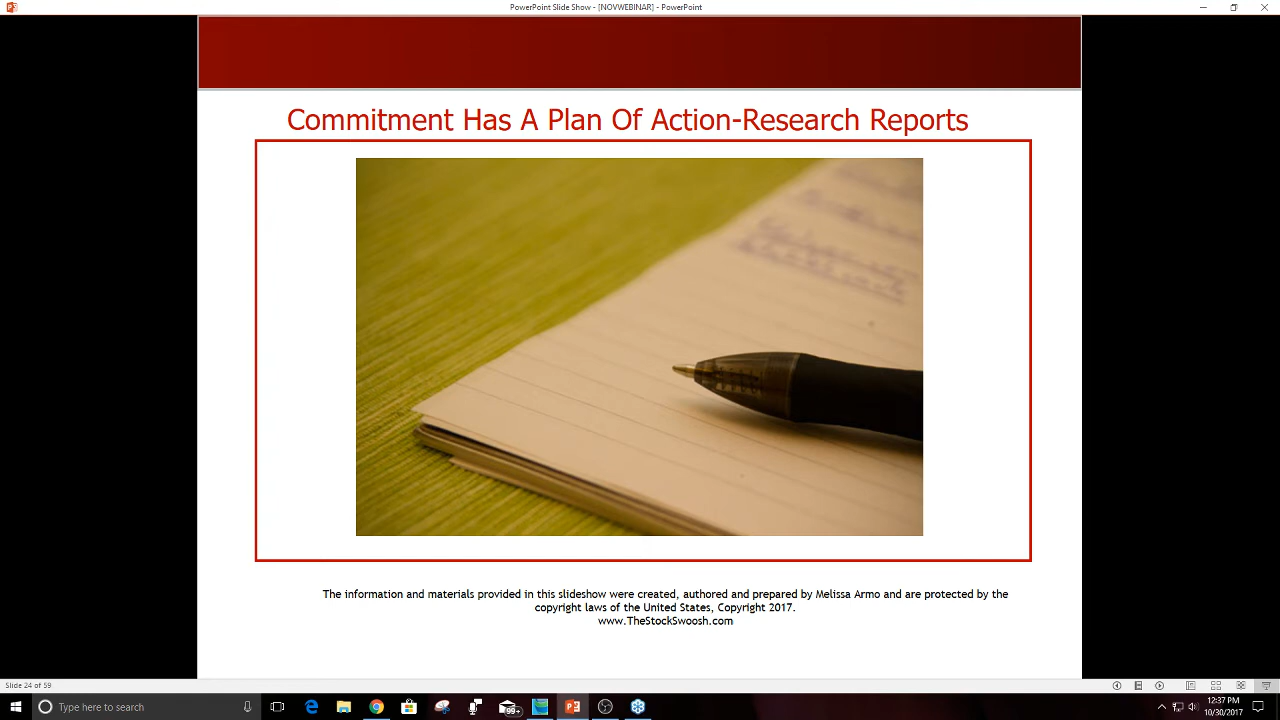 PowerPoint Slide Show - [NOVWEBINAR] - PowerPoint
Commitment Has A Plan Of Action-Research Reports
The information and materials provided in this slideshow were created, authored and prepared by Melissa Armo and are protected by the
copyright laws of the United States, Copyright 2017.
www.TheStockSwoosh.com
Slide 24 of 59
Type here to search
99+
12:37 PM
10/30/2017